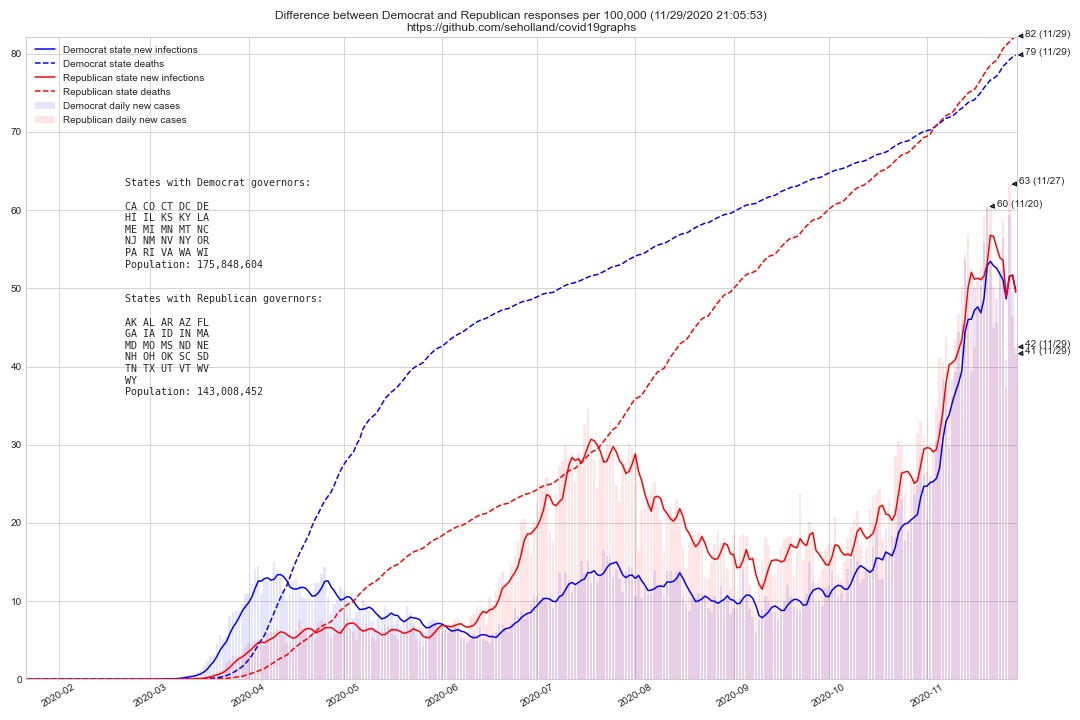 Difference between Democrat and Republican responses per 100,000 (11/29/2020 21:05:53)
https://github.com/seholland/covid19graphs
Democrat state new infections
Democrat state deaths
Republican state new infections
Republican state deaths
Democrat daily new cases
Republican daily new cases
States with Democrat governors:
CA CO CT DC DE
HI IL KS KY LA
ME MI MN MT NC
NJ NM NV NY OR
PA RI VA WA WI
Population: 175,848,604
States with Republican governors:
AK AL AR AZ FL
GA IA ID IN MA
MD MO MS ND NE
NH OH OK SC SD
TN TX UT VT WV
WY
Population: 143,008,452
82 (11/29)
79 (11/29)
63 (11/27)
60 (11/20)
42 (11/29)
41 (11/29)
80
70
60
50
40
30
20
10
0
2020-02
2020-03
2020-04
2020-05
2020-06
2020-07
2020-08
2020-09
2020-10
2020-11